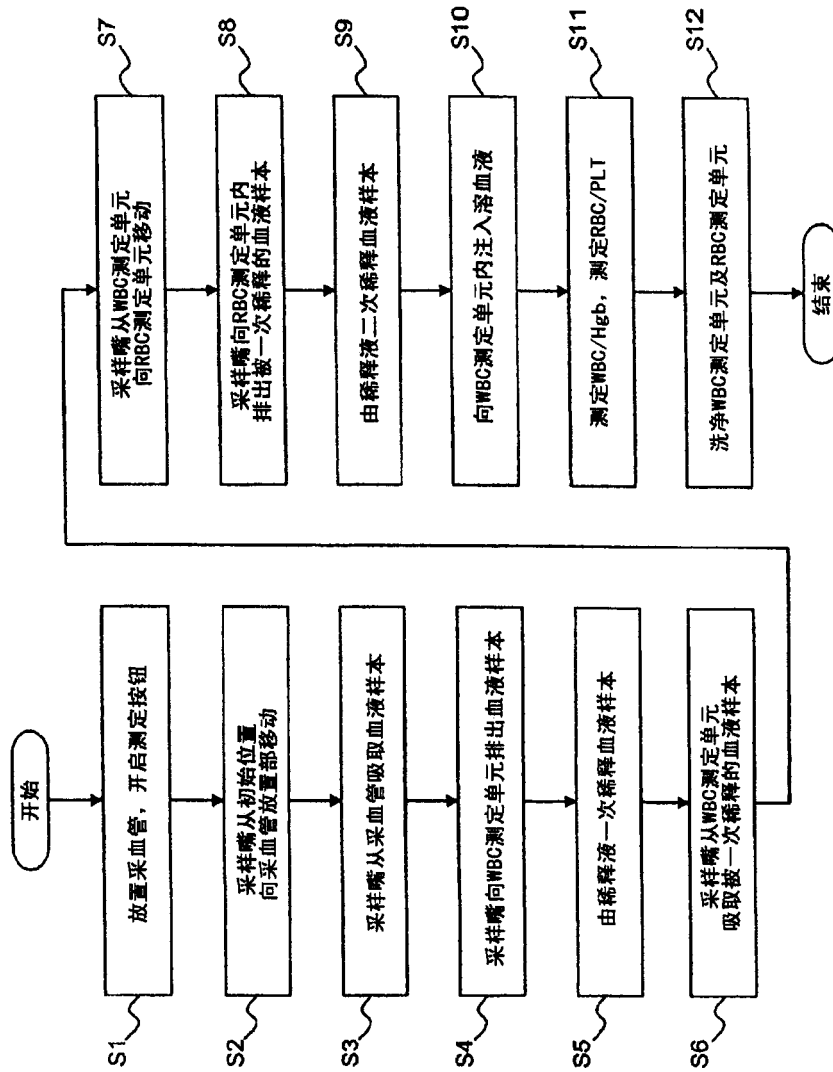 开始
放置采血管，开启测定按钮
S1
采样嘴从初始位置
向采血管放置部移动
S2
采样嘴从采血管吸取血液样本
S3
采样嘴向WBC测定单元排出血液样本
S4
由稀释液一次稀释血液样本
S5
采样嘴从WBC测定单元
吸取被一次稀释的血液样本
S6
采样嘴从WBC测定单元
向RBC测定单元移动
S7
采样嘴向RBC测定单元内
排出被一次稀释的血液样本
S8
由稀释液二次稀释血液样本
S9
向WBC测定单元内注入溶血液
S10
测定WBC/Hgb，测定RBC/PLT
S11
洗净WBC测定单元及RBC测定单元
S12
结束